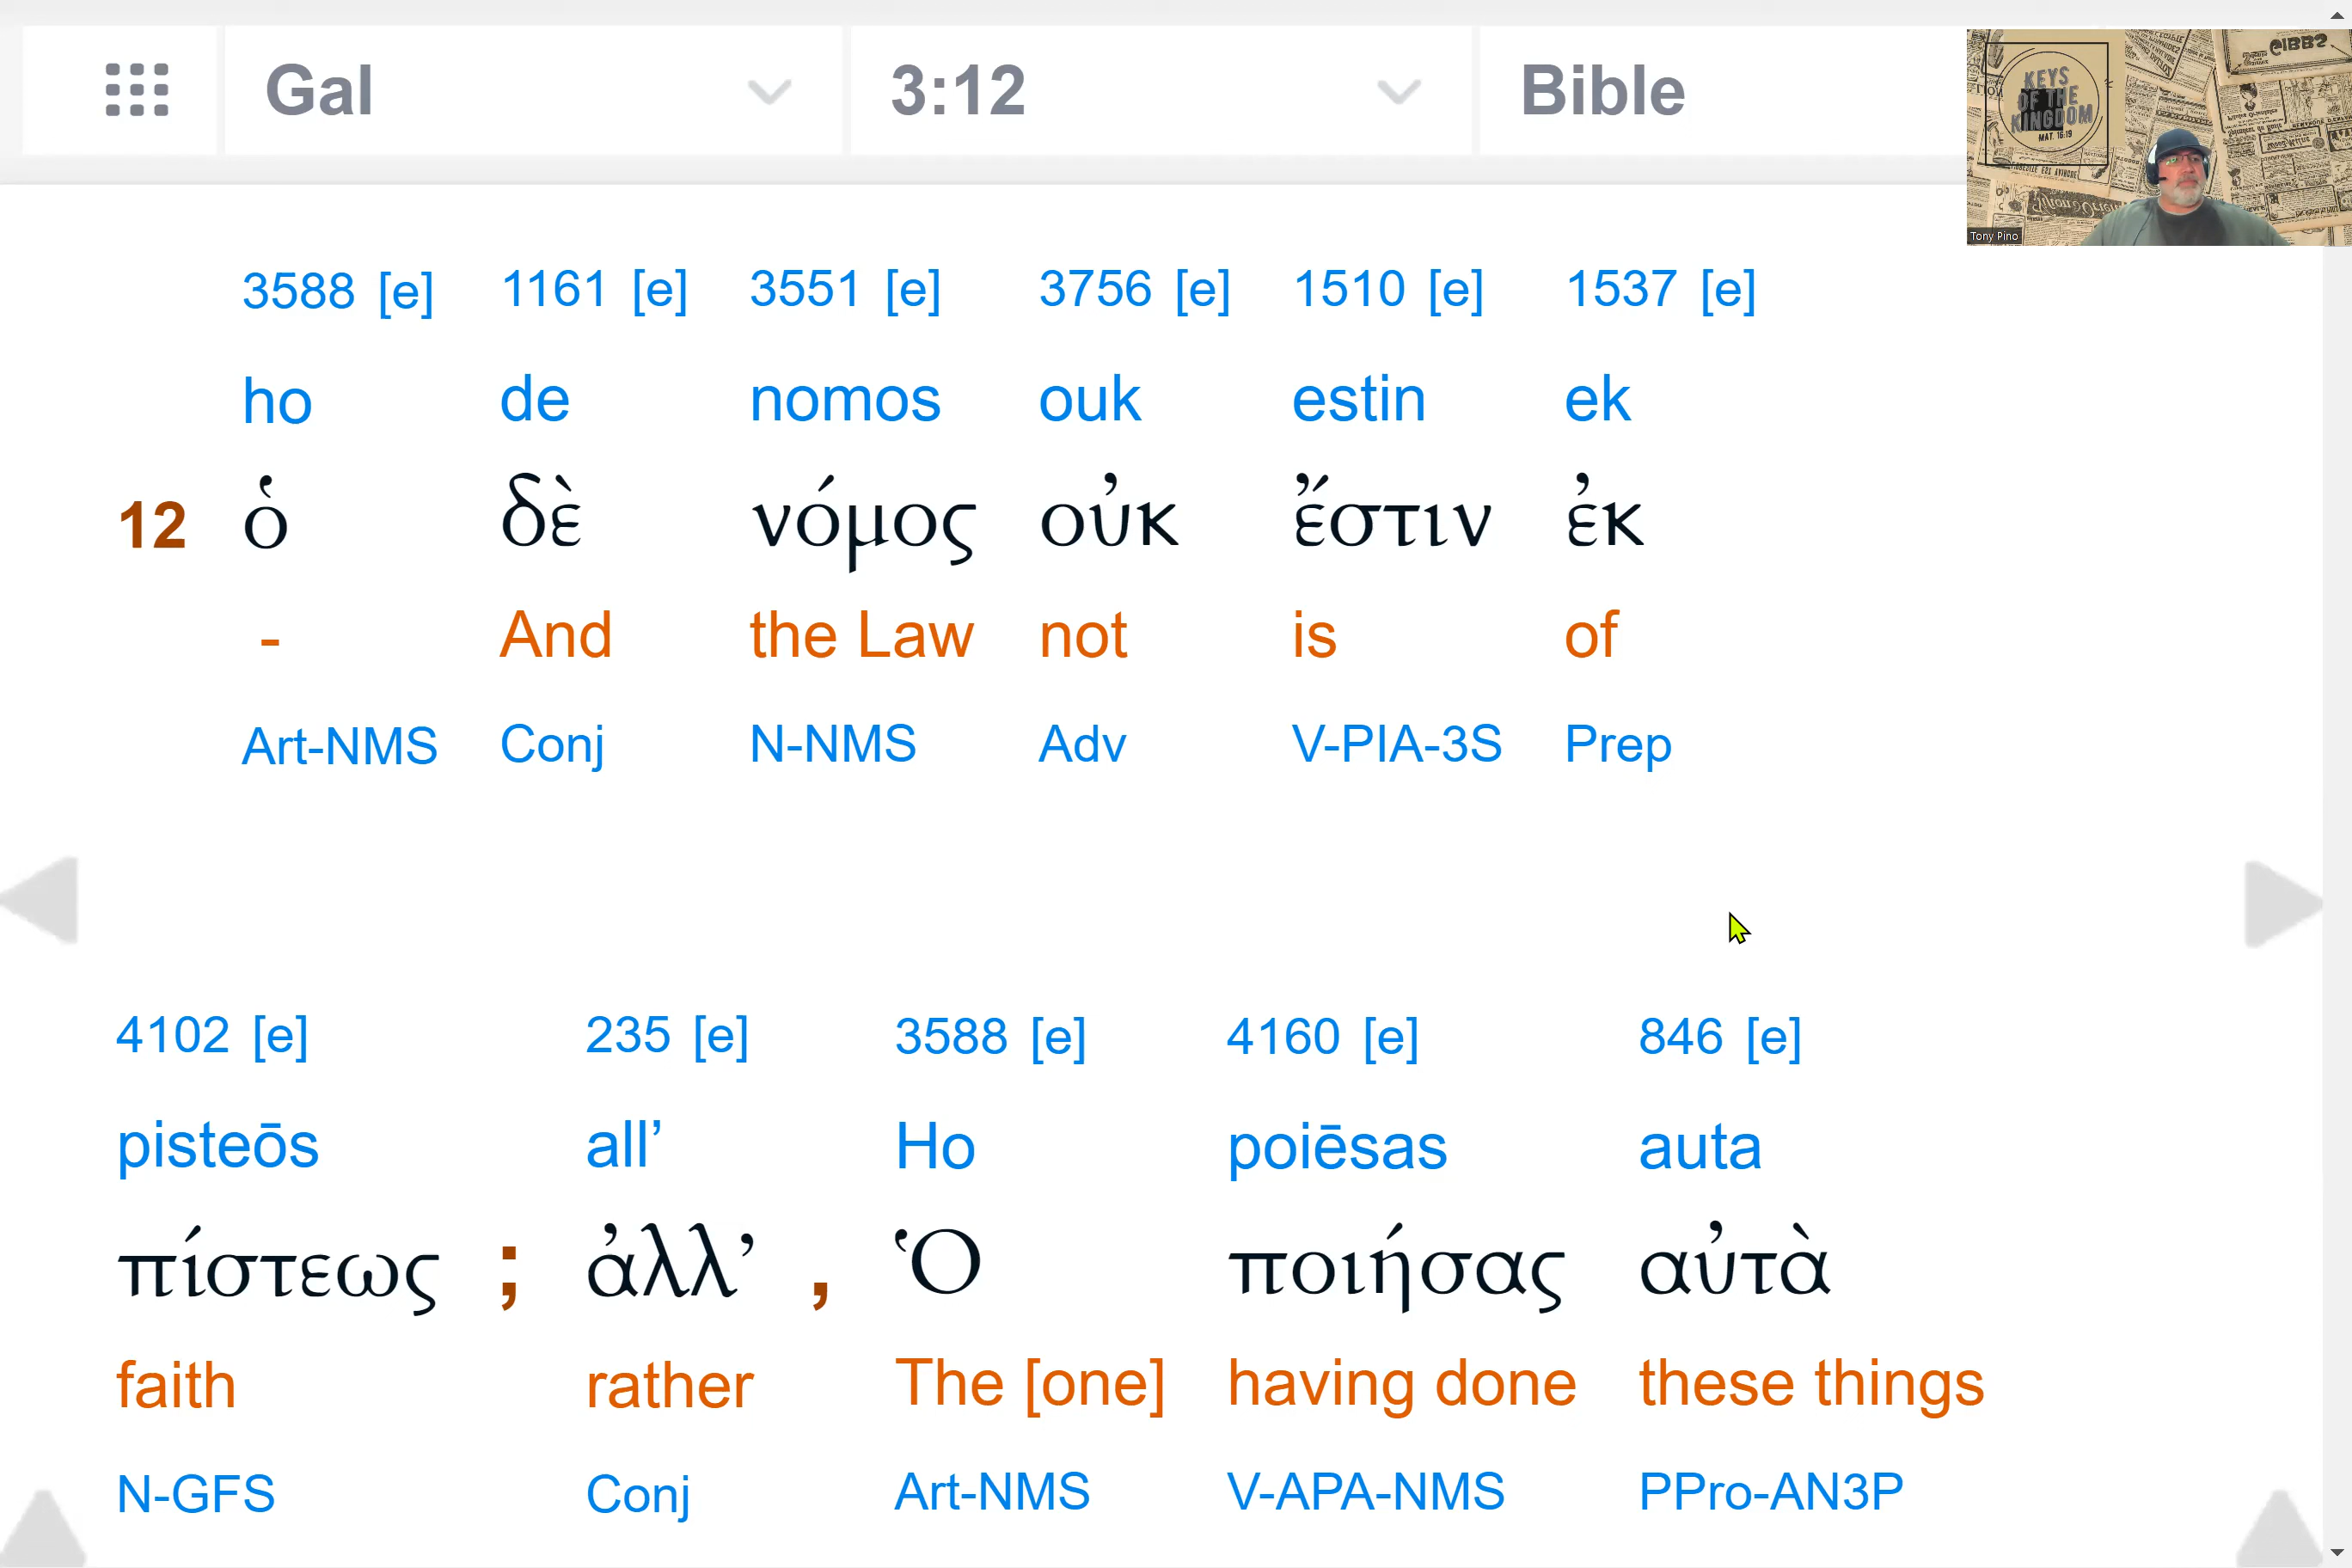 Gal 3:12 Bible
GIBBS
KEYS
OF THE
KINGDOM
MAT. 16:19
Tony Pino
3588 [e] 1161 [e] 3551 [e] 3756 [e] 1510 [e] 1537 [e]
ho de nomos ouk estin ek
12 ὁ δὲ νόμος οὐκ ἔστιν ἐκ
- And the Law not is of
Art-NMS Conj N-NMS Adv V-PIA-3S Prep
4102 [e] 235 [e] 3588 [e] 4160 [e] 846 [e]
pisteōs all’ Ho poiēsas auta
πίστεως ; ἀλλ’ , Ὁ ποιήσας αὐτὰ
faith rather The [one] having done these things
N-GFS Conj Art-NMS V-APA-NMS PPro-AN3P